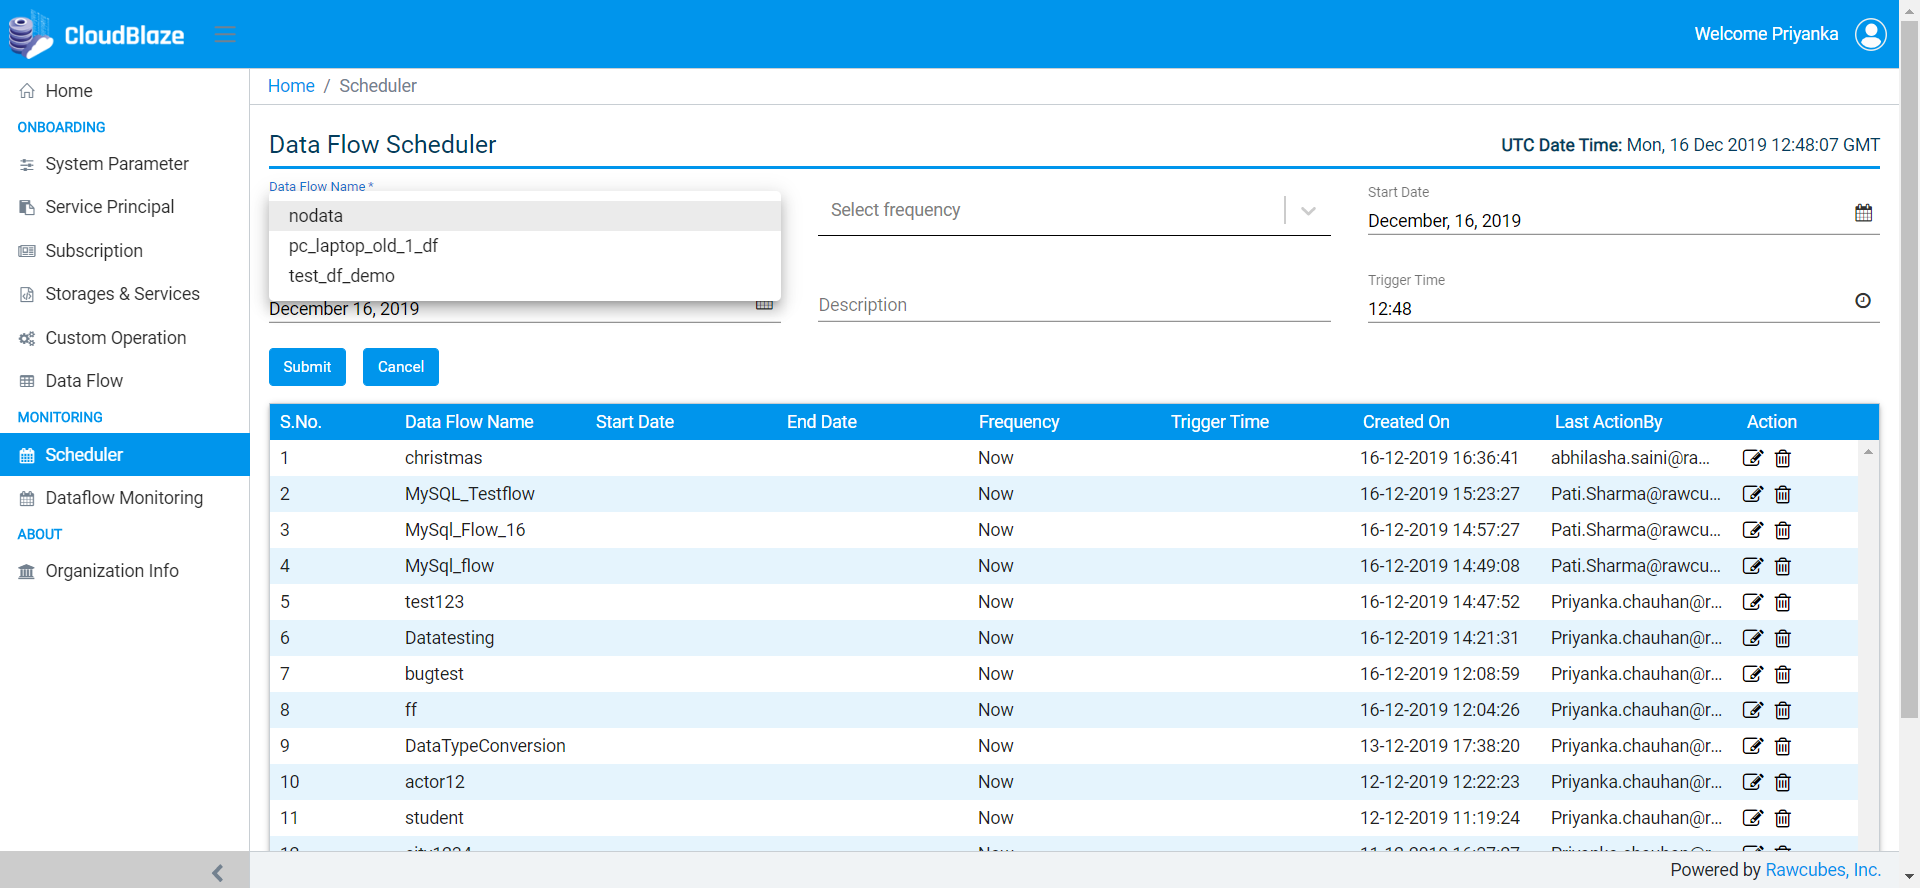 CloudBlaze
Welcome Priyanka
Home
ONBOARDING
System Parameter
Service Principal
Subscription
Storages & Services
Custom Operation
Data Flow
MONITORING
Scheduler
Dataflow Monitoring
ABOUT
Organization Info
Home / Scheduler
Data Flow Scheduler
UTC Date Time: Mon, 16 Dec 2019 12:48:07 GMT
Data Flow Name *
nodata
pc_laptop_old_1_df
test_df_demo
Select frequency
Start Date
December, 16, 2019
December 16, 2019
Description
Trigger Time
12:48
Submit Cancel
S.No. Data Flow Name Start Date End Date Frequency Trigger Time Created On Last ActionBy Action
1 christmas Now 16-12-2019 16:36:41 abhilasha.saini@ra...
2 MySQL_Testflow Now 16-12-2019 15:23:27 Pati.Sharma@rawcu...
3 MySql_Flow_16 Now 16-12-2019 14:57:27 Pati.Sharma@rawcu...
4 MySql_flow Now 16-12-2019 14:49:08 Pati.Sharma@rawcu...
5 test123 Now 16-12-2019 14:47:52 Priyanka.chauhan@r...
6 Datatesting Now 16-12-2019 14:21:31 Priyanka.chauhan@r...
7 bugtest Now 16-12-2019 12:08:59 Priyanka.chauhan@r...
8 ff Now 16-12-2019 12:04:26 Priyanka.chauhan@r...
9 DataTypeConversion Now 13-12-2019 17:38:20 Priyanka.chauhan@r...
10 actor12 Now 12-12-2019 12:22:23 Priyanka.chauhan@r...
11 student Now 12-12-2019 11:19:24 Priyanka.chauhan@r...
Powered by Rawcubes, Inc.